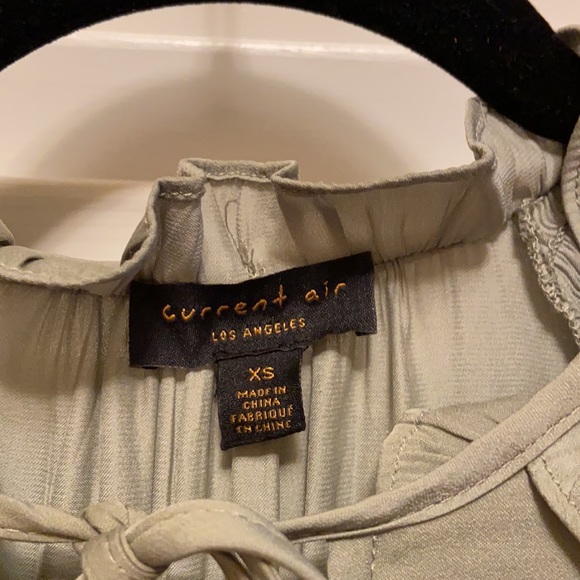 current air
LOS ANGELES
XS
MADE IN
CHINA
FABRIQUÉ
EN CHINE